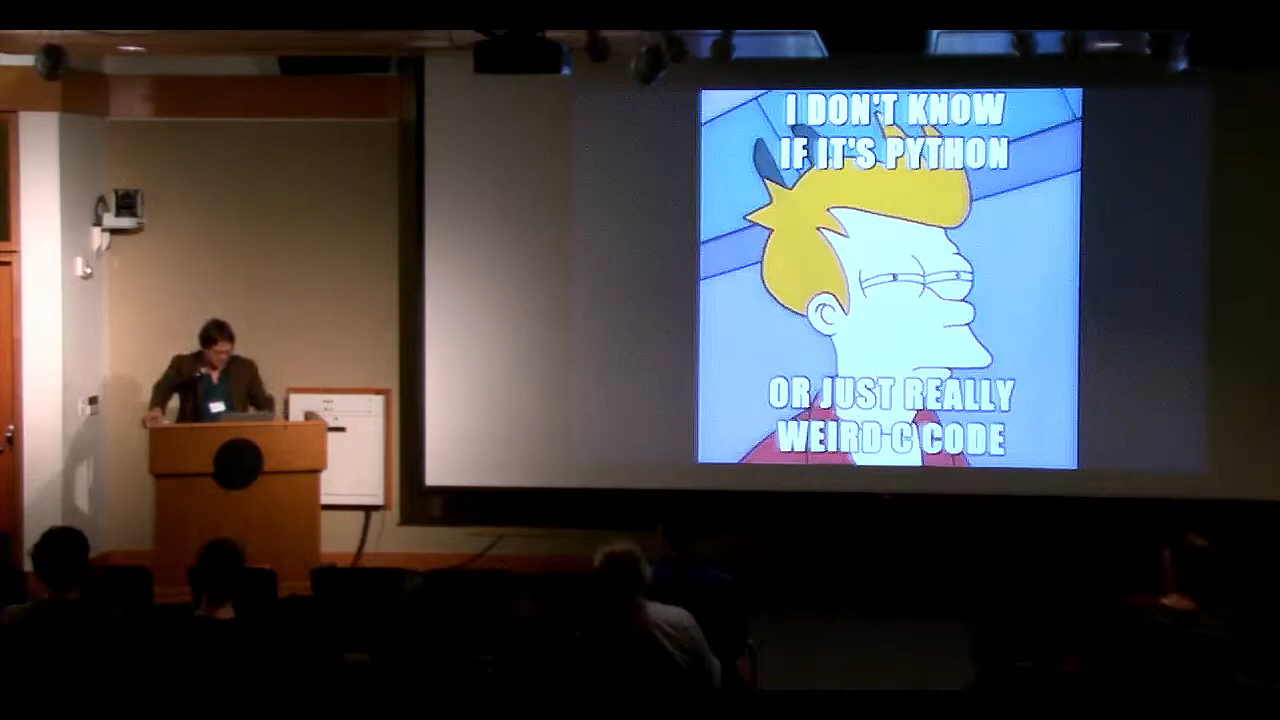 I DON'T KNOW
IF IT'S PYTHON
OR JUST REALLY
WEIRD C CODE